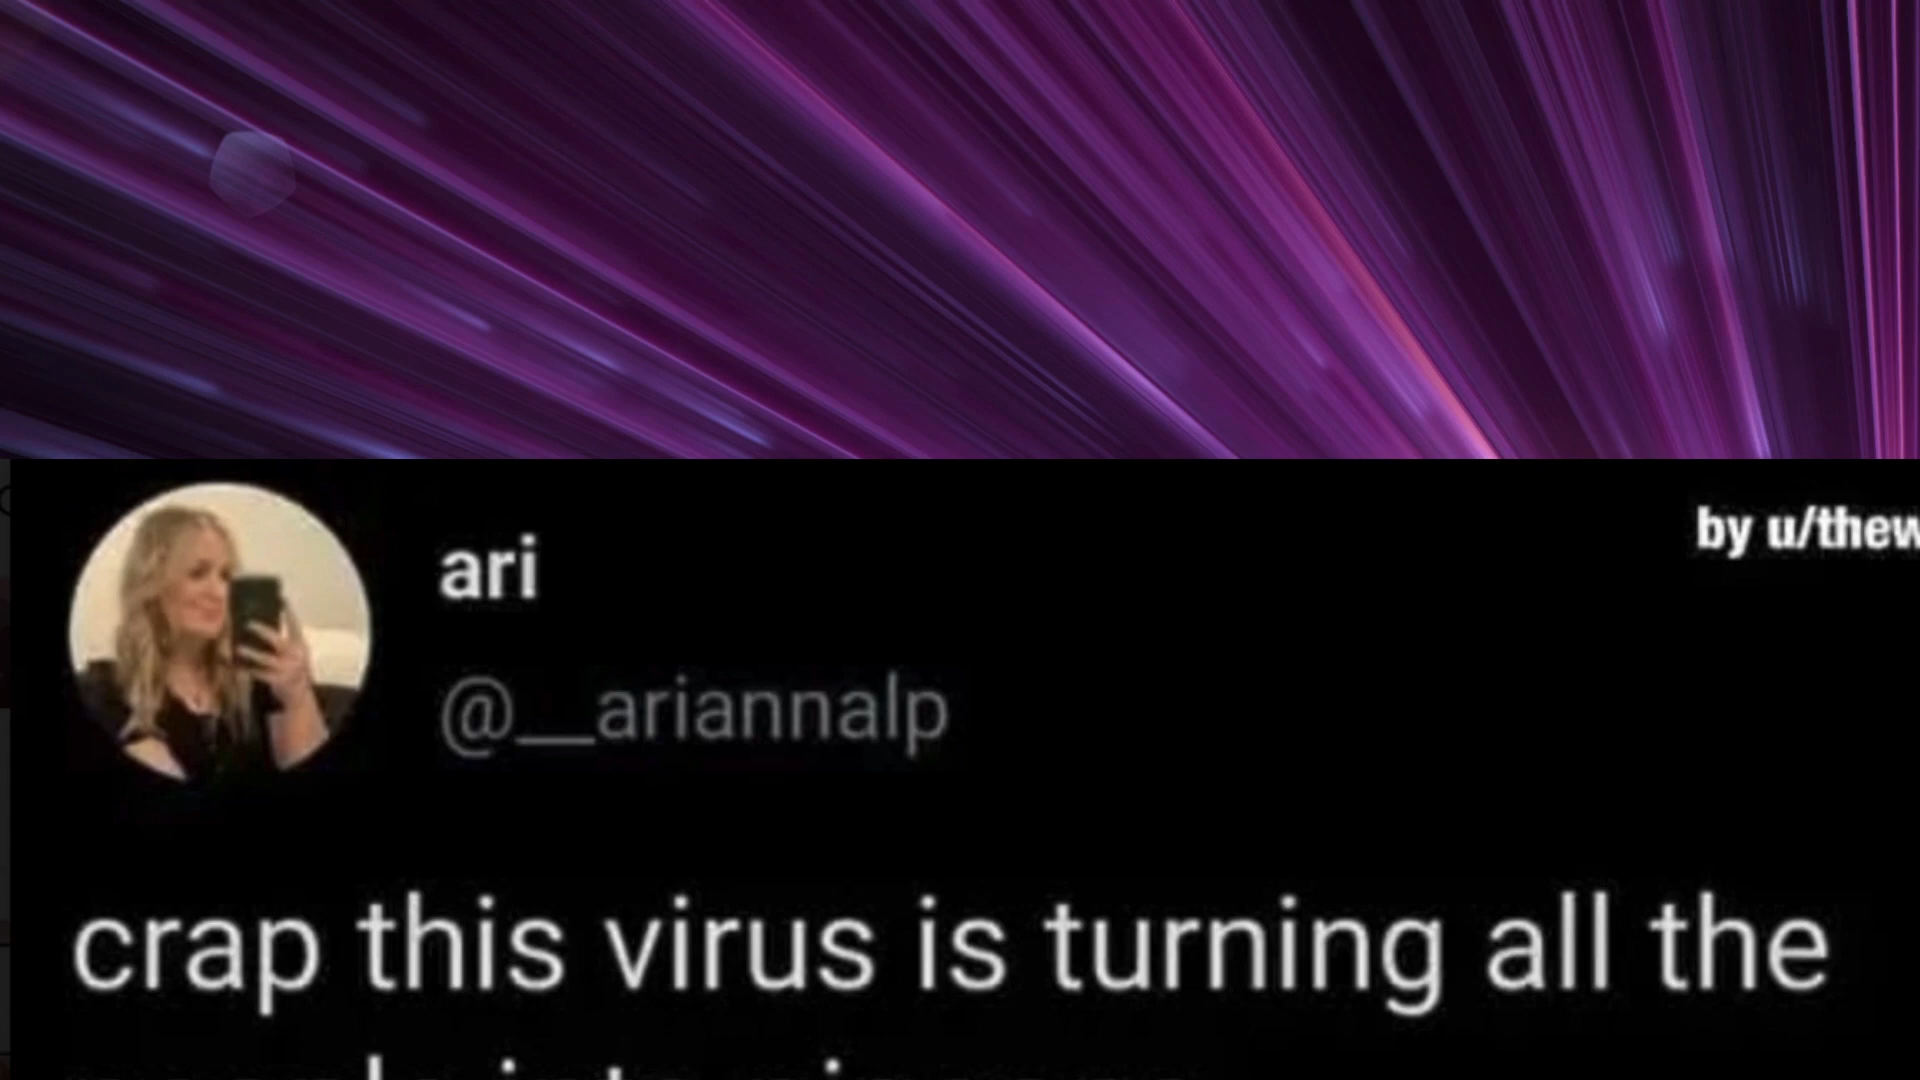 ari
by u/thew
@__ariannalp
crap this virus is turning all the